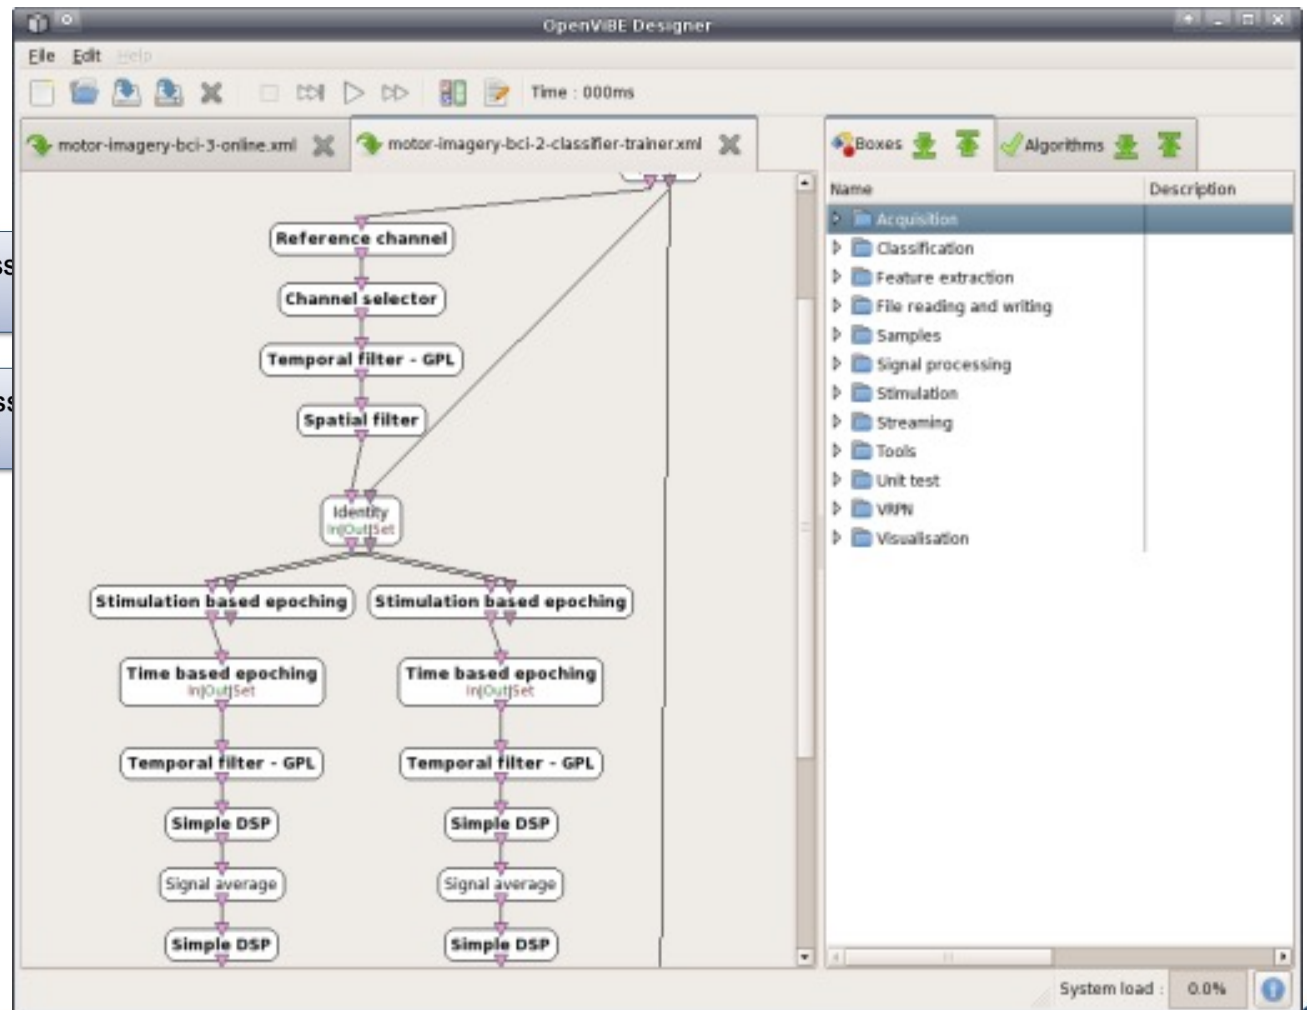 OpenViBE Designer
File Edit Help
Time : 000ms
motor-imagery-bci-3-online.xml
motor-imagery-bci-2-classifier-trainer.xml
Boxes
Algorithms
Name Description
Reference channel
Channel selector
Temporal filter - GPL
Spatial filter
Identity
In|Out|Set
Stimulation based epoching Stimulation based epoching
Time based epoching Time based epoching
In|Out|Set In|Out|Set
Temporal filter - GPL Temporal filter - GPL
Simple DSP Simple DSP
Signal average Signal average
Simple DSP Simple DSP
Acquisition
Classification
Feature extraction
File reading and writing
Samples
Signal processing
Stimulation
Streaming
Tools
Unit test
VRPN
Visualisation
System load : 0.0%